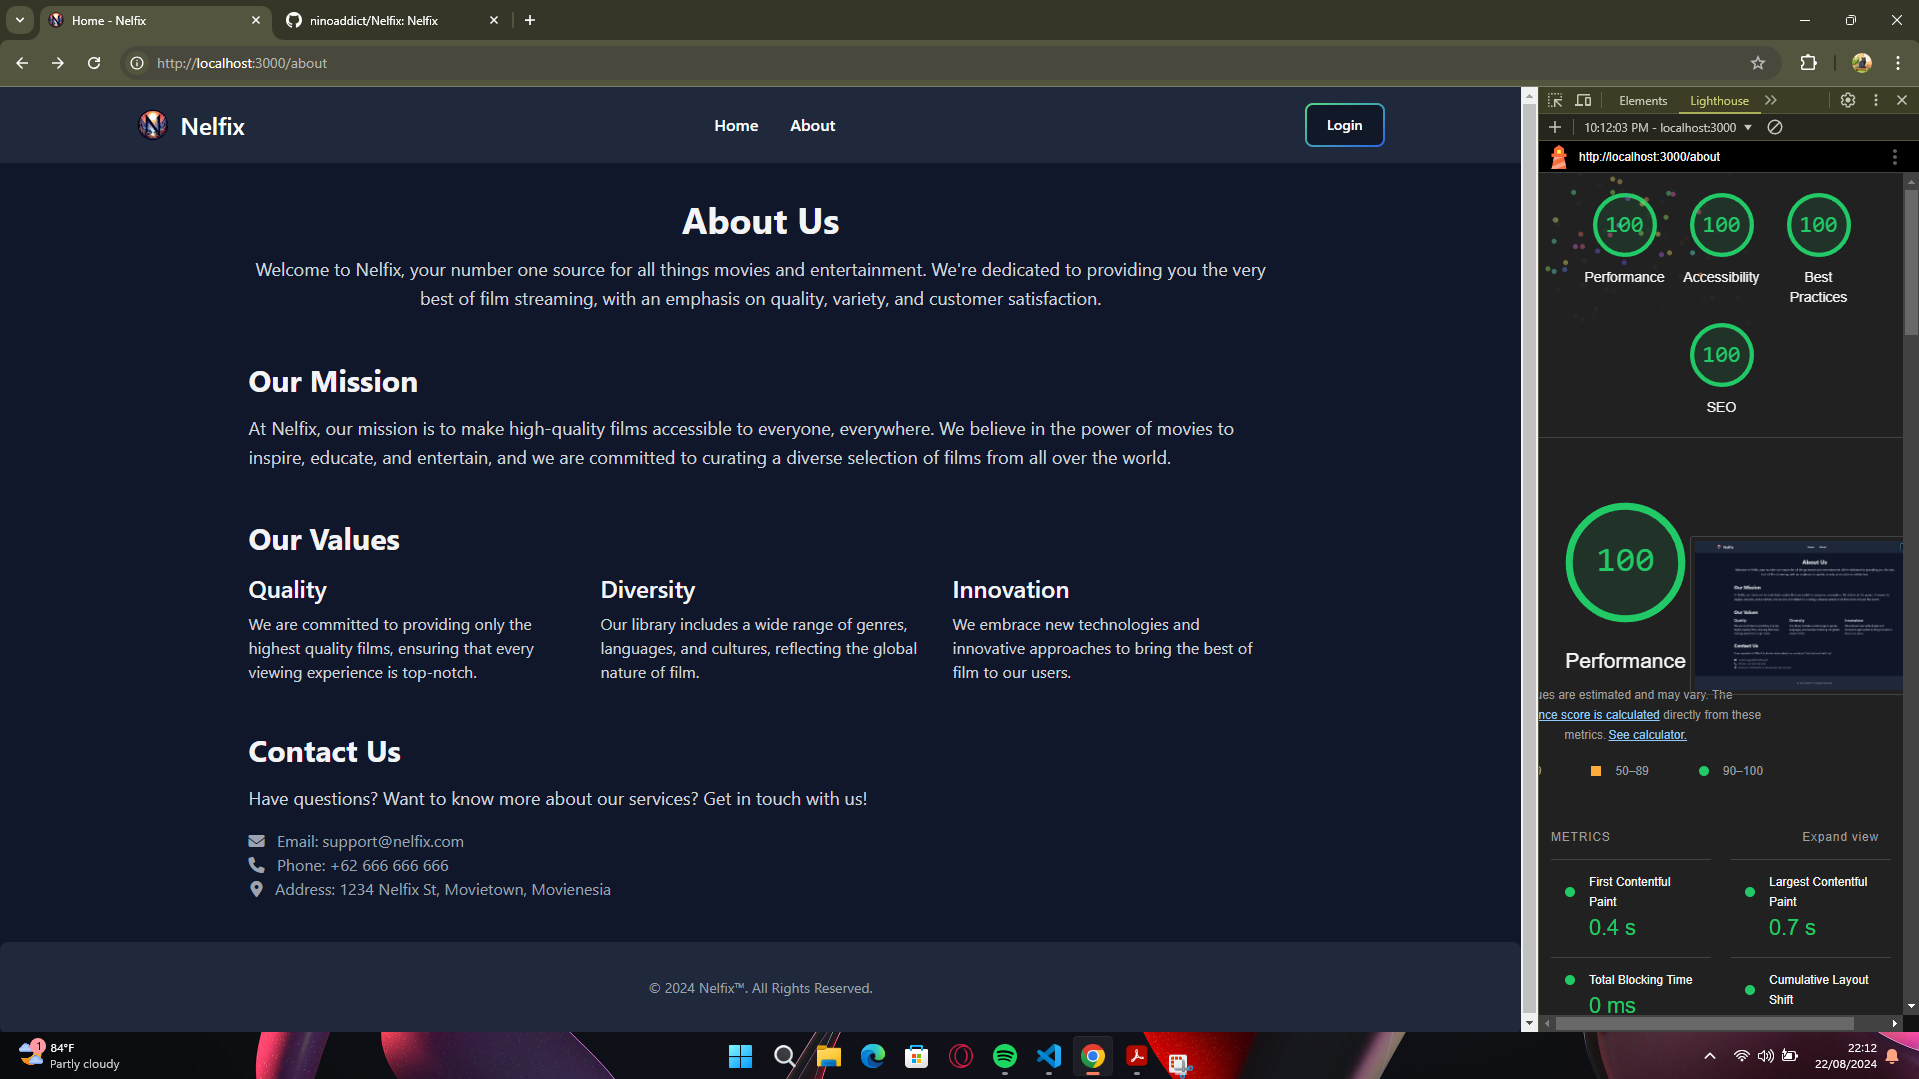 Home - Nelfix
ninoaddict/Nelfix: Nelfix
http://localhost:3000/about
Nelfix
Home
About
Login
About Us
Welcome to Nelfix, your number one source for all things movies and entertainment. We're dedicated to providing you the very
best of film streaming, with an emphasis on quality, variety, and customer satisfaction.
Our Mission
At Nelfix, our mission is to make high-quality films accessible to everyone, everywhere. We believe in the power of movies to
inspire, educate, and entertain, and we are committed to curating a diverse selection of films from all over the world.
Our Values
Quality
We are committed to providing only the
highest quality films, ensuring that every
viewing experience is top-notch.
Diversity
Our library includes a wide range of genres,
languages, and cultures, reflecting the global
nature of film.
Innovation
We embrace new technologies and
innovative approaches to bring the best of
film to our users.
Contact Us
Have questions? Want to know more about our services? Get in touch with us!
Email: support@nelfix.com
Phone: +62 666 666 666
Address: 1234 Nelfix St, Movietown, Movienesia
© 2024 Nelfix™. All Rights Reserved.
Elements
Lighthouse
10:12:03 PM - localhost:3000
http://localhost:3000/about
100
Performance
100
Accessibility
100
Best
Practices
100
SEO
100
Performance
ues are estimated and may vary. The
nce score is calculated directly from these
metrics. See calculator.
50–89
90–100
METRICS
Expand view
First Contentful
Paint
0.4 s
Largest Contentful
Paint
0.7 s
Total Blocking Time
0 ms
Cumulative Layout
Shift
1
84°F
Partly cloudy
22:12
22/08/2024